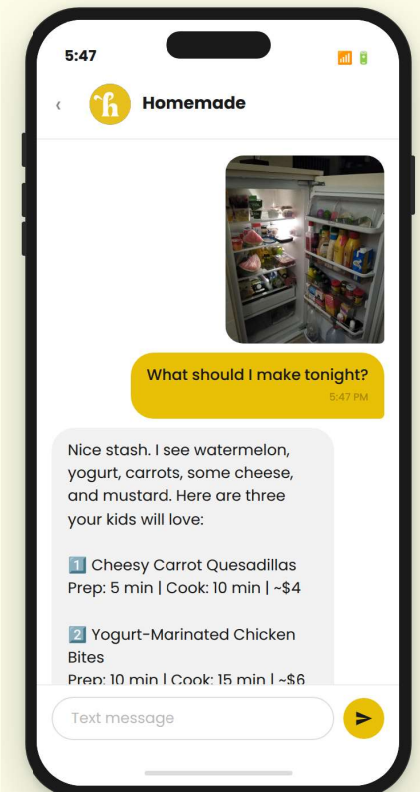 5:47
Homemade
What should I make tonight?
5:47 PM
Nice stash. I see watermelon,
yogurt, carrots, some cheese,
and mustard. Here are three
your kids will love:
1️⃣ Cheesy Carrot Quesadillas
Prep: 5 min | Cook: 10 min | ~$4
2️⃣ Yogurt-Marinated Chicken
Bites
Prep: 10 min | Cook: 15 min | ~$6
Text message